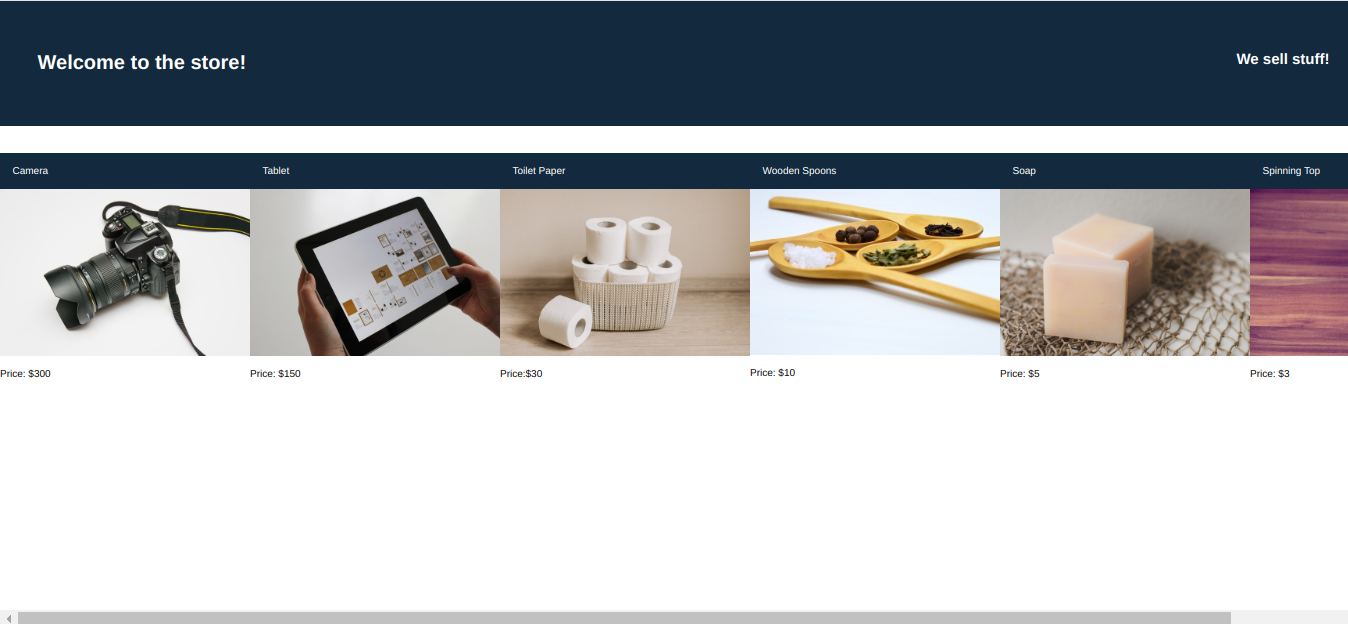 Welcome to the store!
We sell stuff!
Camera
Tablet
Toilet Paper
Wooden Spoons
Soap
Spinning Top
Price: $300
Price: $150
Price:$30
Price: $10
Price: $5
Price: $3